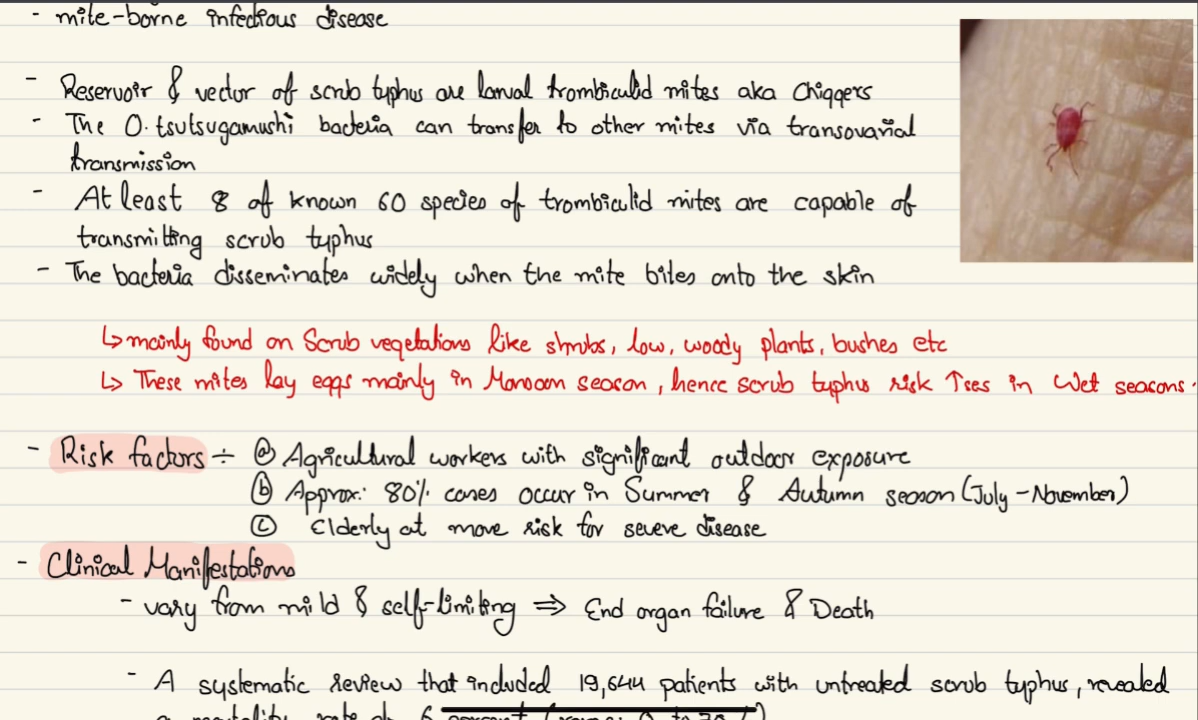 - mite-borne infectious disease
- Reservoir & vector of scrub typhus are larval trombiculid mites aka Chiggers
- The O. tsutsugamushi bacteria can transfer to other mites via transovarial
transmission
- At least 8 of known 60 species of trombiculid mites are capable of
transmitting scrub typhus
- The bacteria disseminates widely when the mite bites onto the skin
↳ mainly found on Scrub vegetations like shrubs, low, woody plants, bushes etc
↳ These mites lay eggs mainly in Monsoon season, hence scrub typhus risk ↑ses in Wet seasons.
- Risk factors ÷ ⓐ Agricultural workers with significant outdoor exposure
ⓑ Approx: 80% cases occur in Summer & Autumn season (July - November)
ⓒ Elderly at more risk for severe disease
- Clinical Manifestations
- vary from mild & self-limiting ⇒ End organ failure & Death
- A systematic review that included 19,644 patients with untreated scrub typhus, revealed
a mortality rate of 6 percent